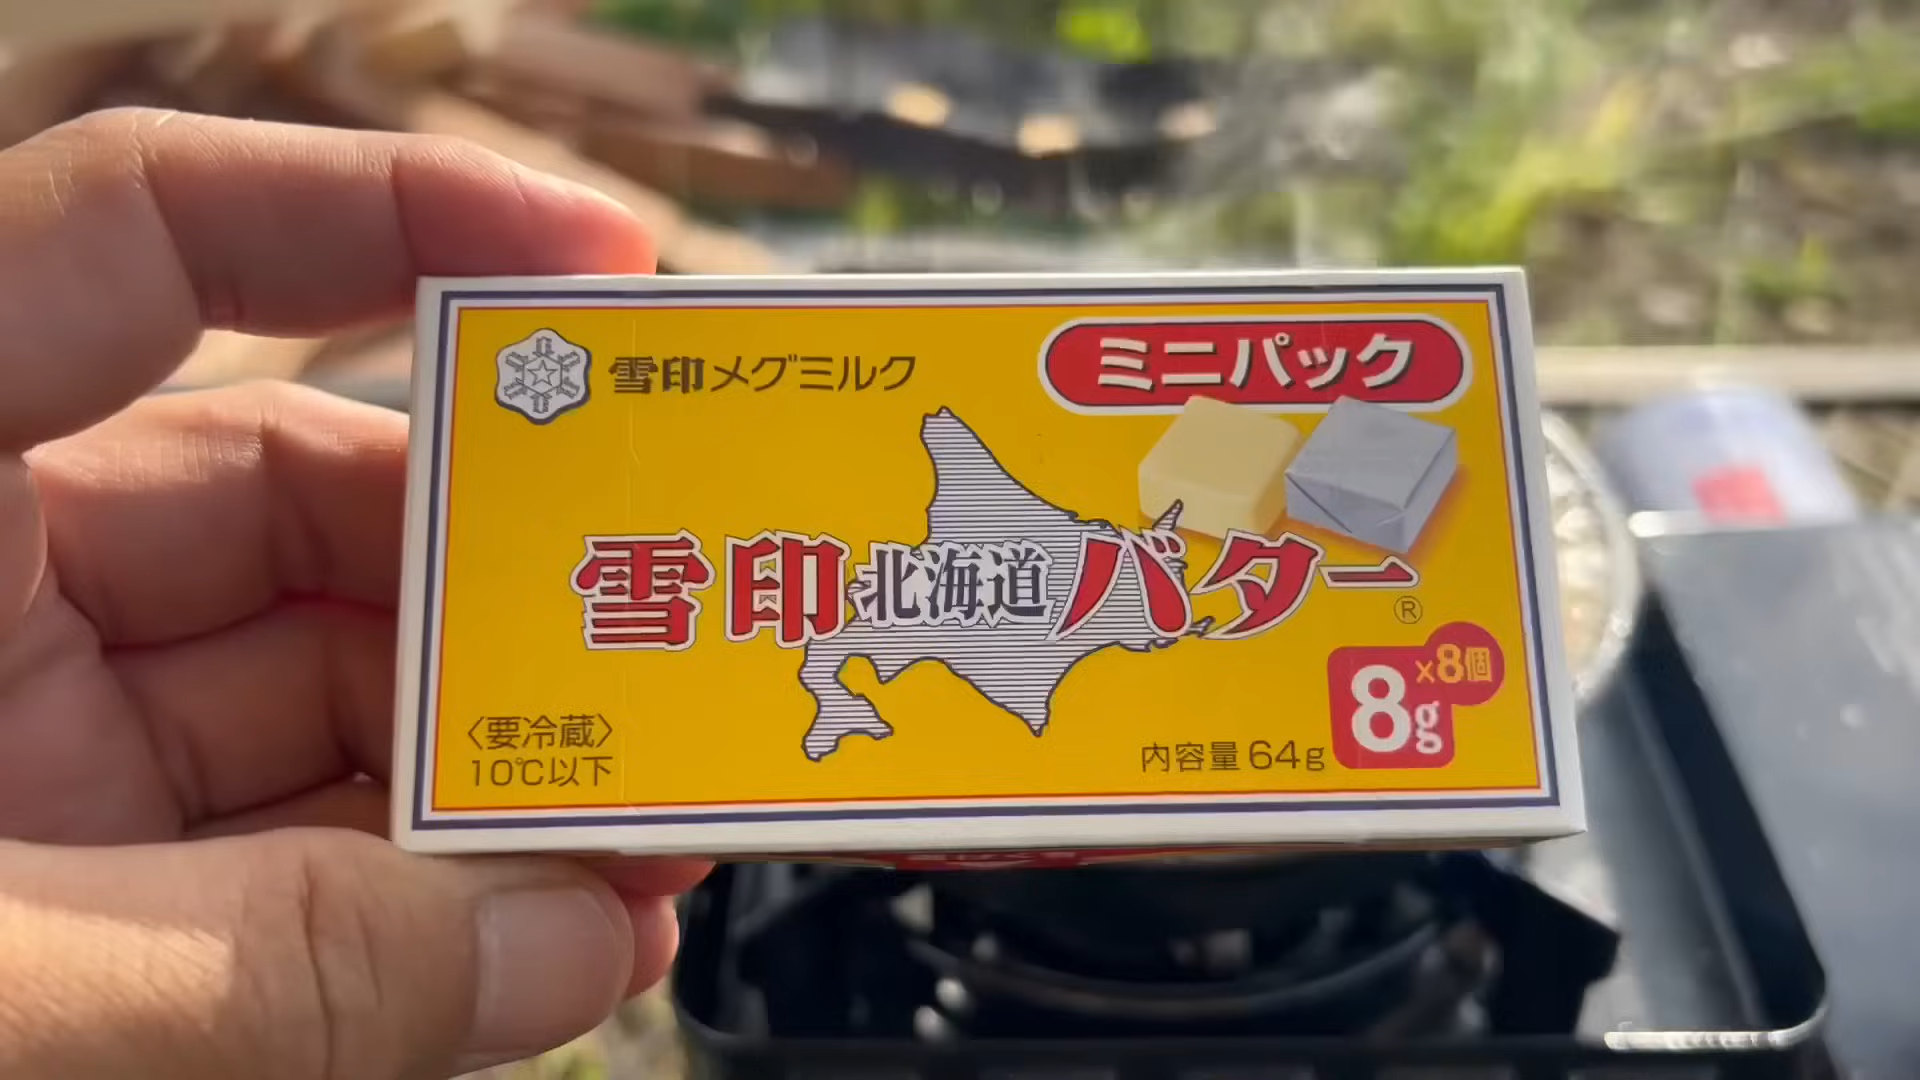 雪印メグミルク
ミニパック
雪印北海道バター
®
8g×8個
内容量64g
〈要冷蔵〉
10℃以下